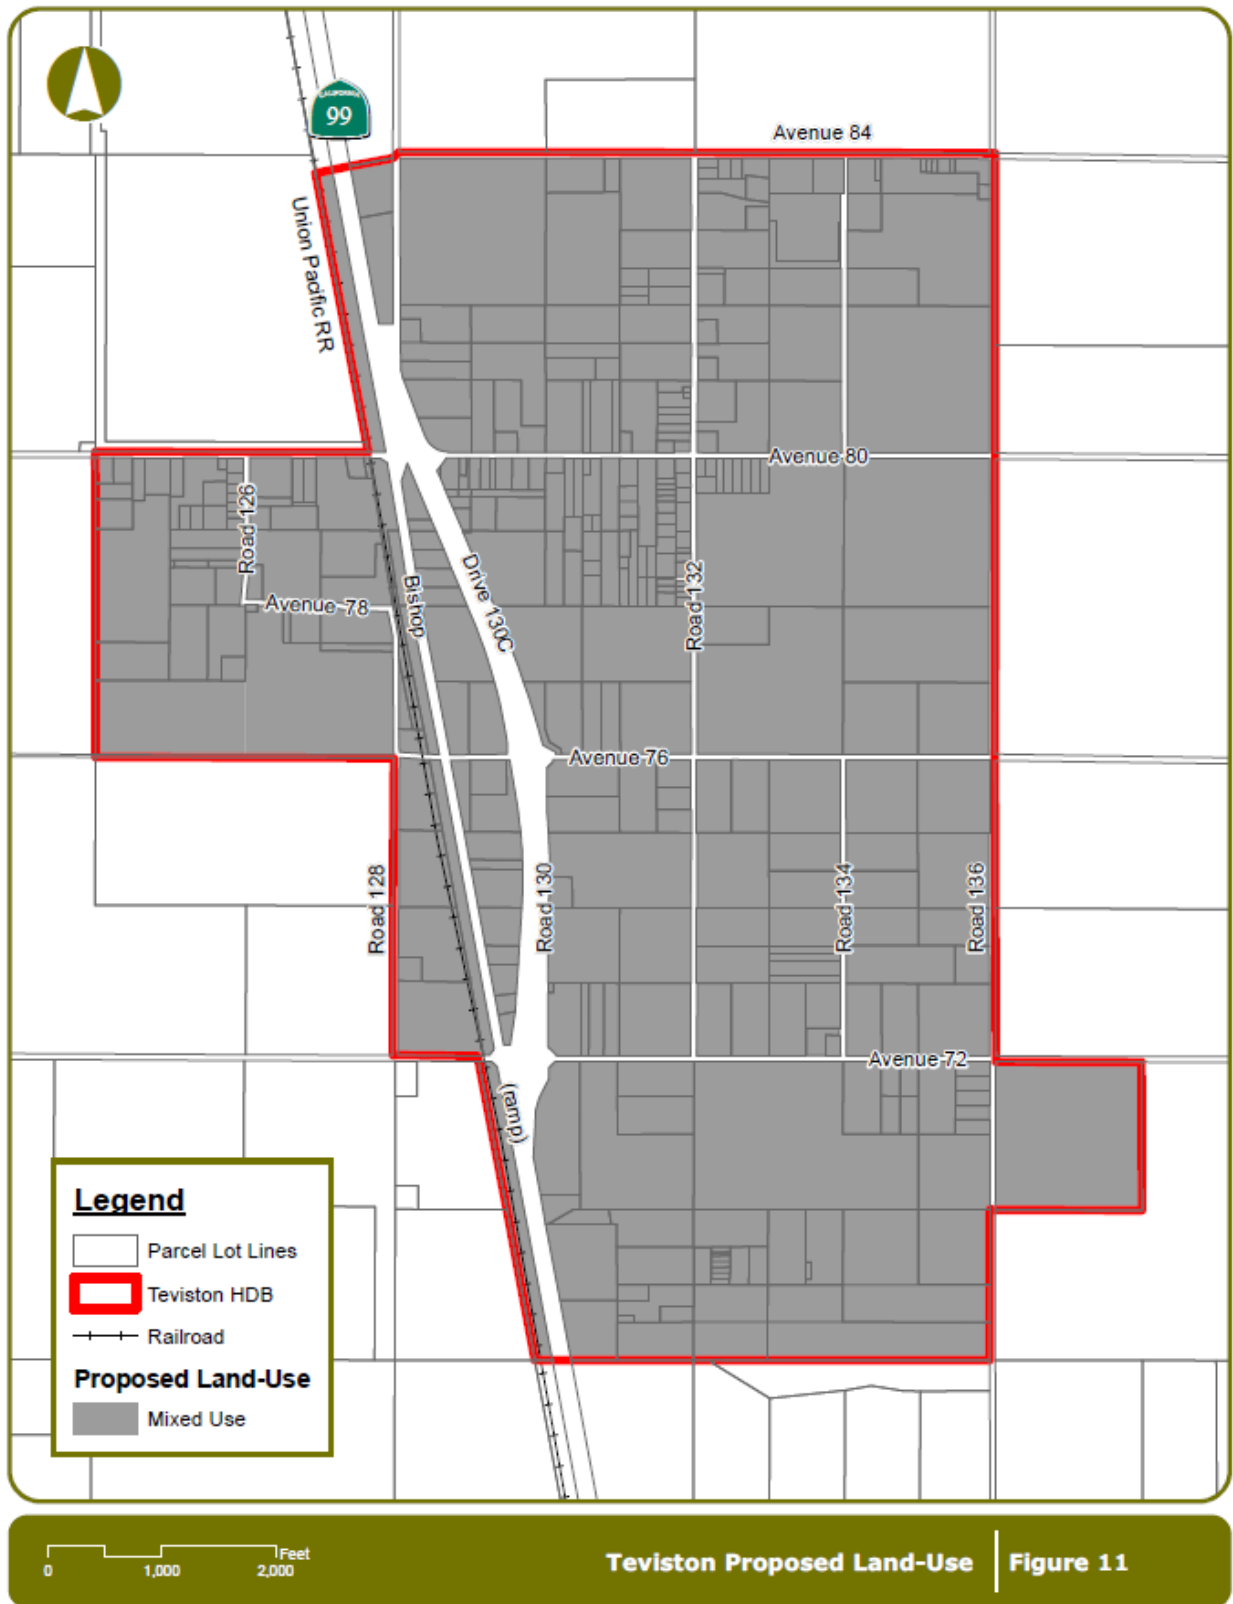 CALIFORNIA
99
Avenue 84
Union Pacific RR
Avenue 80
Road 126
Avenue 78
Bishop
Drive 130C
Road 132
Avenue 76
Road 128
Road 130
Road 134
Road 136
Avenue 72
(ramp)
Legend
Parcel Lot Lines
Teviston HDB
Railroad
Proposed Land-Use
Mixed Use
Feet
0 1,000 2,000
Teviston Proposed Land-Use Figure 11